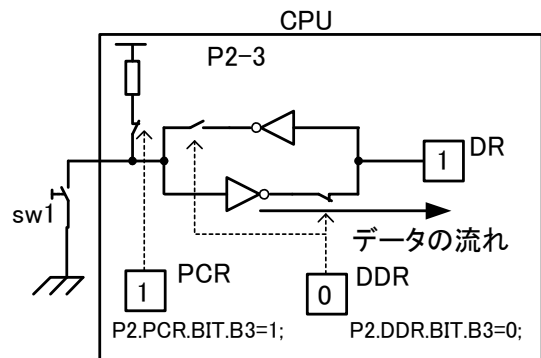 CPU
P2-3
1
DR
sw1
データの流れ
1
PCR
0
DDR
P2.PCR.BIT.B3=1;
P2.DDR.BIT.B3=0;